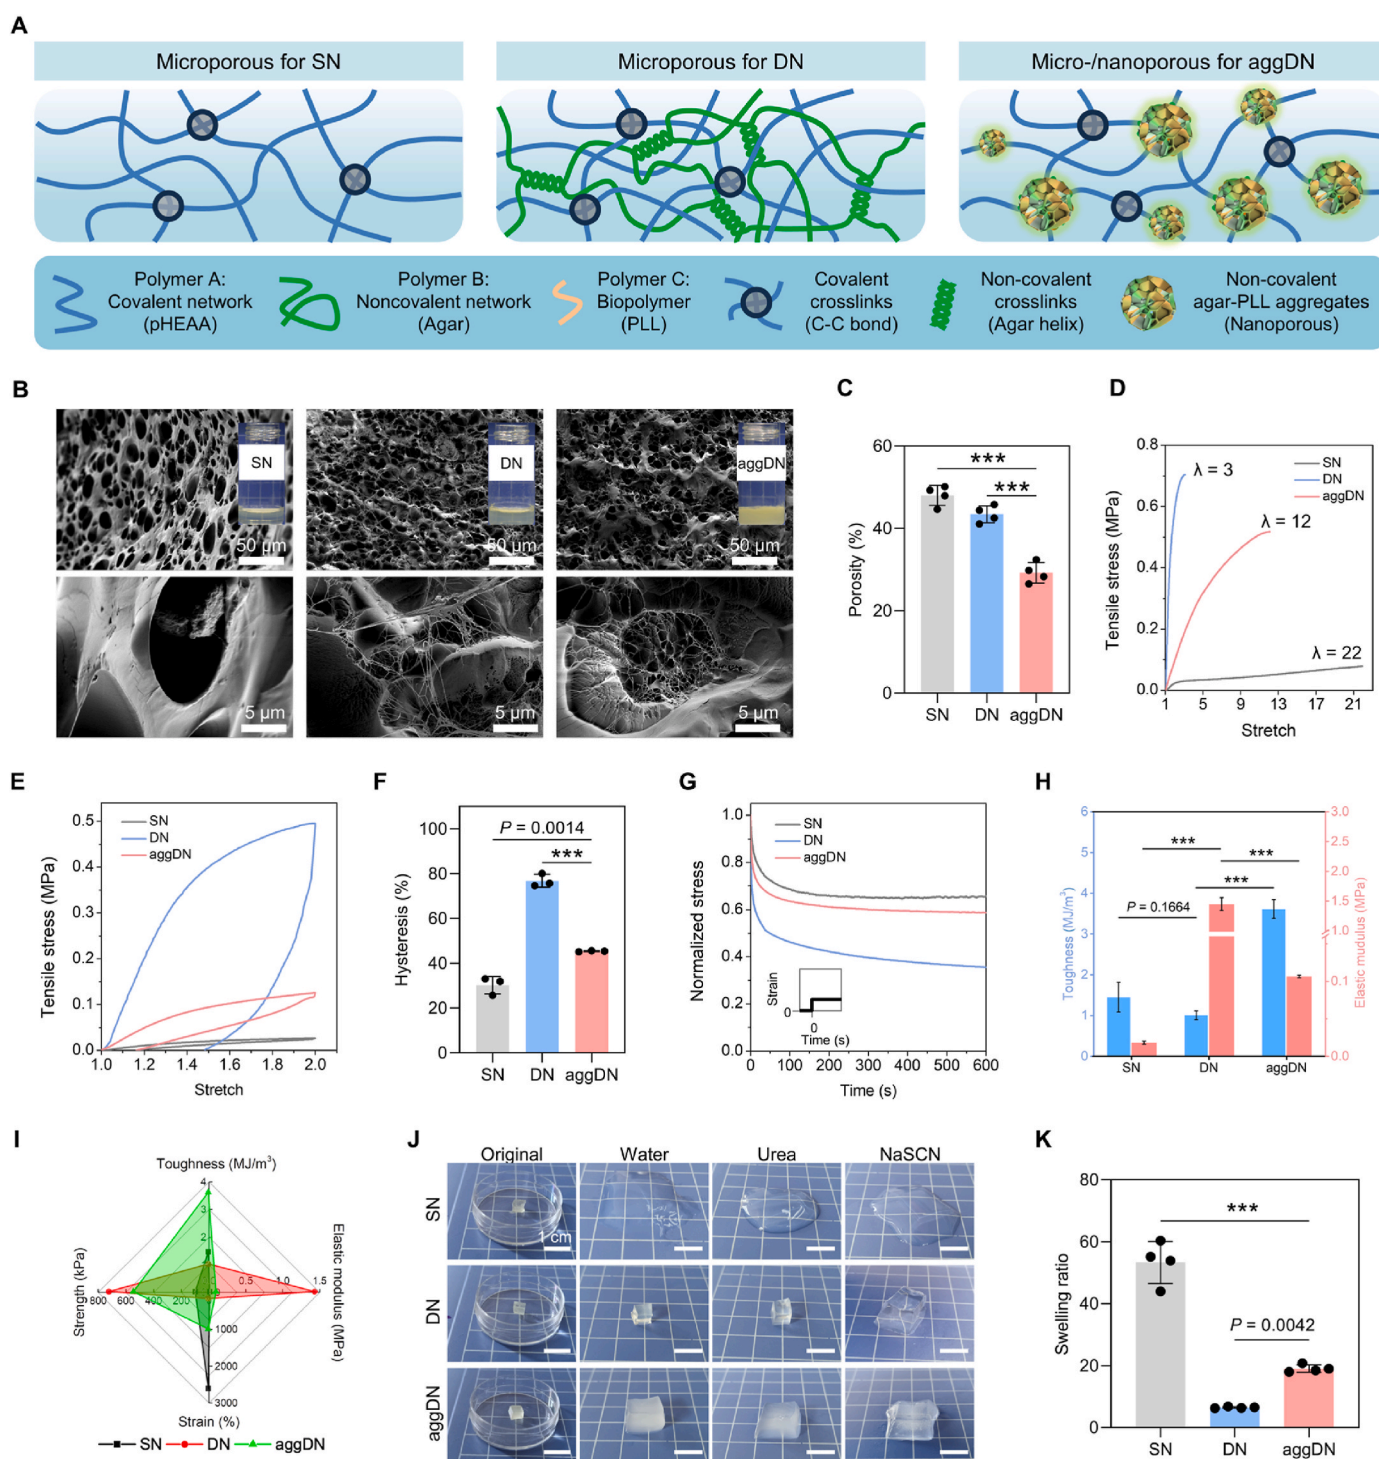 A
Microporous for SN
Microporous for DN
Micro-/nanoporous for aggDN
Polymer A:
Covalent network
(pHEAA)
Polymer B:
Noncovalent network
(Agar)
Polymer C:
Biopolymer
(PLL)
Covalent
crosslinks
(C-C bond)
Non-covalent
crosslinks
(Agar helix)
Non-covalent
agar-PLL aggregates
(Nanoporous)
B
SN
50 µm
DN
50 µm
aggDN
50 µm
5 µm
5 µm
5 µm
C
Porosity (%)
60
40
20
0
***
***
SN
DN
aggDN
D
Tensile stress (MPa)
0.8
0.6
0.4
0.2
0.0
λ = 3
λ = 12
λ = 22
SN
DN
aggDN
1
5
9
13
17
21
Stretch
E
Tensile stress (MPa)
0.5
0.4
0.3
0.2
0.1
0.0
SN
DN
aggDN
1.0
1.2
1.4
1.6
1.8
2.0
Stretch
F
Hysteresis (%)
100
80
60
40
20
0
P = 0.0014
***
SN
DN
aggDN
G
Normalized stress
1.0
0.8
0.6
0.4
0.2
0.0
SN
DN
aggDN
Strain
0
0
Time (s)
0
100
200
300
400
500
600
Time (s)
H
Toughness (MJ/m³)
6
5
4
3
2
1
0
***
***
***
P = 0.1664
SN
DN
aggDN
3.0
2.5
2.0
1.5
1.0
0.1
0.0
Elastic mudulus (MPa)
I
Toughness (MJ/m³)
4
3
2
Elastic modulus (MPa)
0.5
1.0
1.5
Strength (kPa)
800
600
400
200
1000
2000
3000
Strain (%)
SN
DN
aggDN
J
Original
Water
Urea
NaSCN
SN
1 cm
DN
aggDN
K
Swelling ratio
80
60
40
20
0
***
P = 0.0042
SN
DN
aggDN